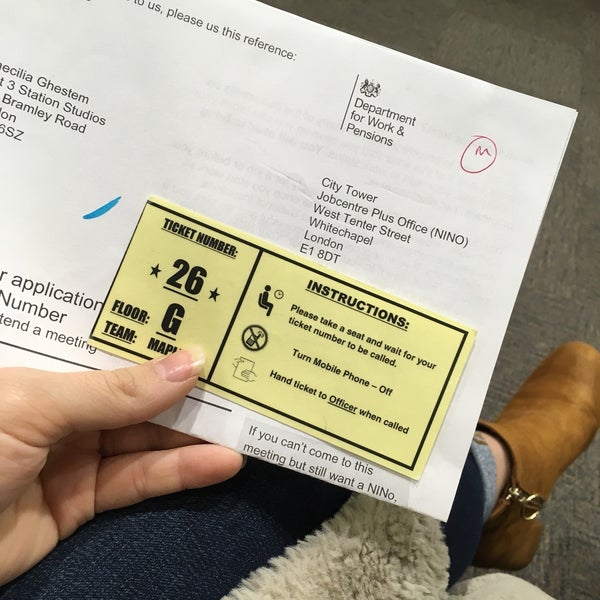 to us, please us this reference:
Ghestem
3 Station Studios
Bramley Road
6SZ
Department
for Work &
Pensions
M
City Tower
Jobcentre Plus Office (NINO)
West Tenter Street
Whitechapel
London
E1 8DT
application
Number
a meeting
TICKET NUMBER:
26
FLOOR: G
TEAM:
INSTRUCTIONS:
Please take a seat and wait for your
ticket number to be called.
Turn Mobile Phone – Off
Hand ticket to Officer when called
If you can't come to this
meeting but still want a NINo,